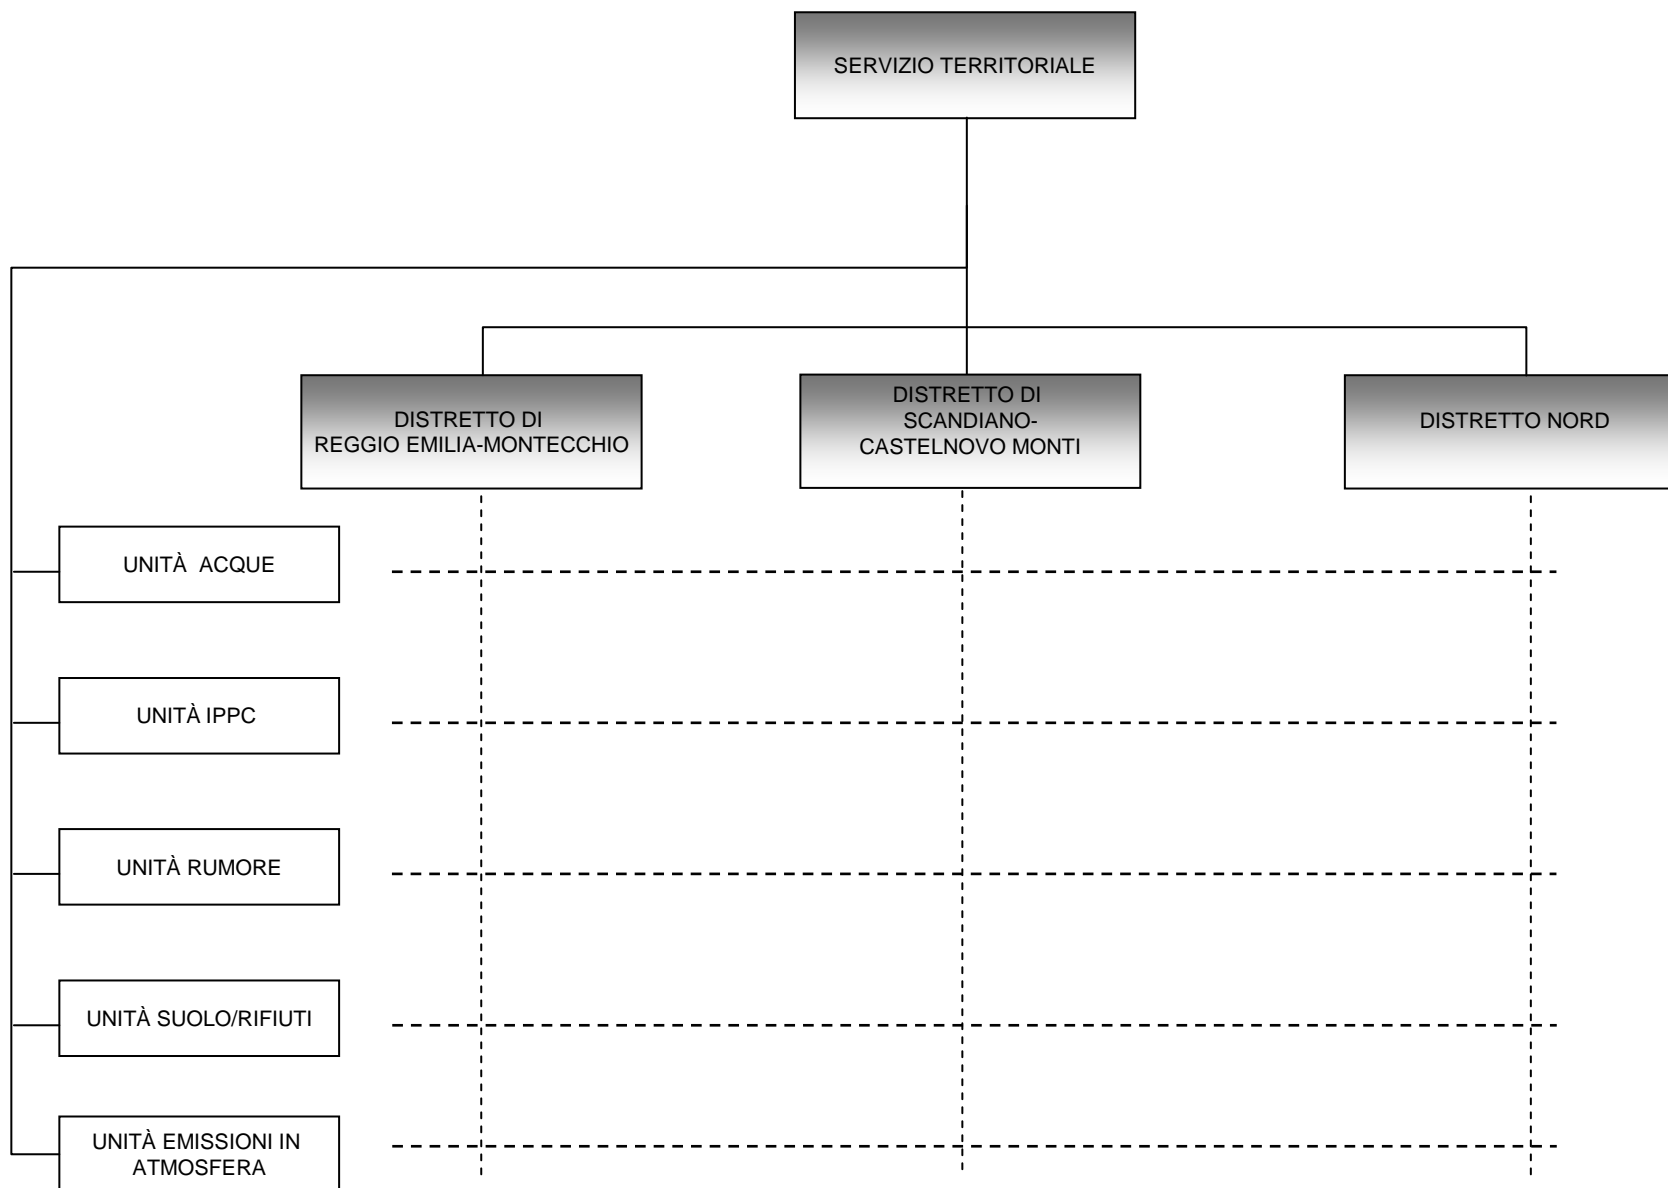 SERVIZIO TERRITORIALE
DISTRETTO DI
REGGIO EMILIA-MONTECCHIO
DISTRETTO DI
SCANDIANO-
CASTELNOVO MONTI
DISTRETTO NORD
UNITÀ ACQUE
UNITÀ IPPC
UNITÀ RUMORE
UNITÀ SUOLO/RIFIUTI
UNITÀ EMISSIONI IN
ATMOSFERA